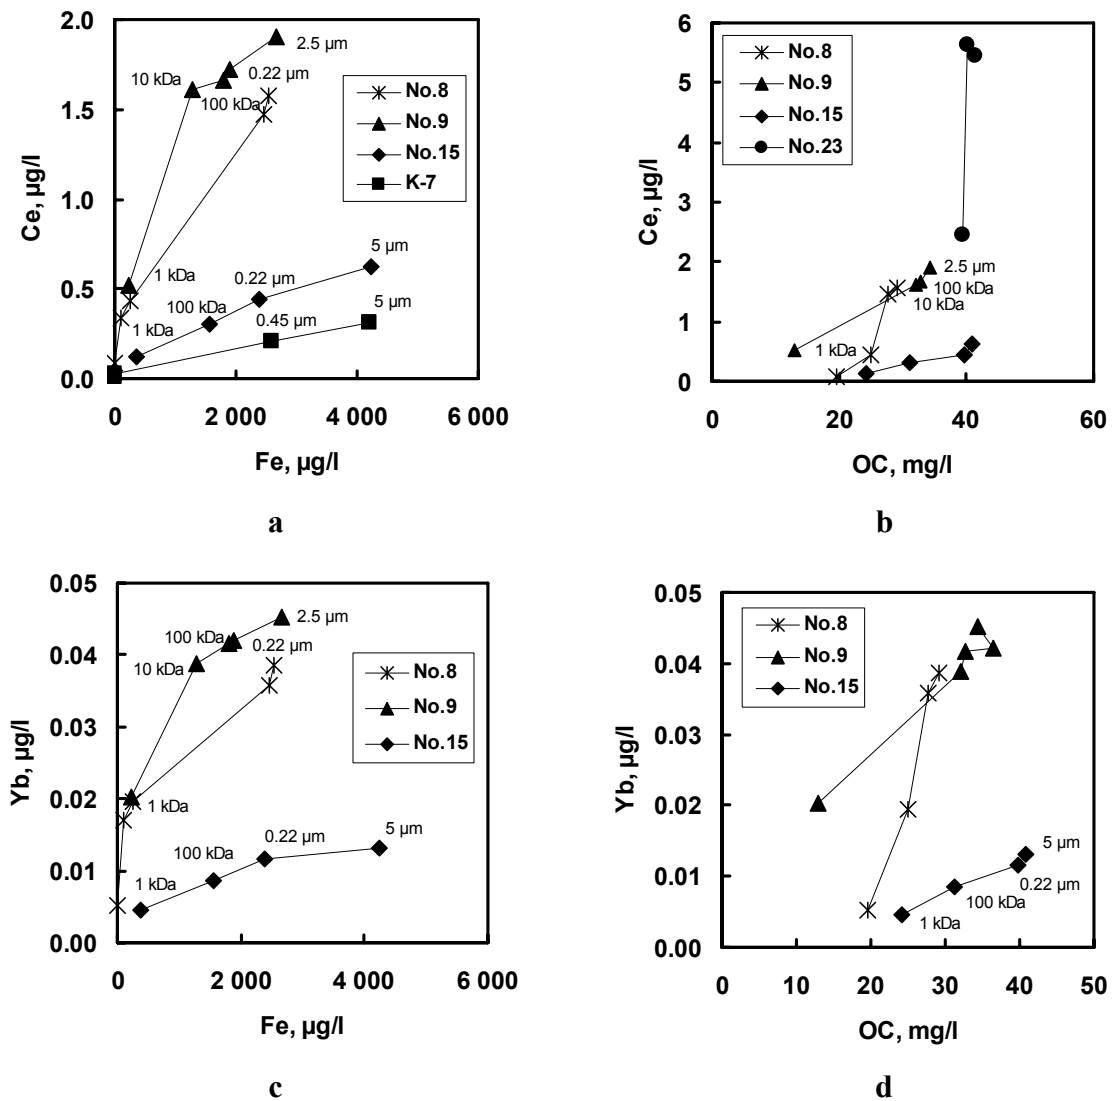 2.0
1.5
1.0
0.5
0.0
Ce, µg/l
2.5 µm
10 kDa
0.22 µm
100 kDa
1 kDa
1 kDa
5 µm
0.22 µm
100 kDa
5 µm
0.45 µm
No.8
No.9
No.15
K-7
0
2 000
4 000
6 000
Fe, µg/l
a
6
5
4
3
2
1
0
Ce, µg/l
No.8
No.9
No.15
No.23
2.5 µm
100 kDa
10 kDa
1 kDa
0
20
40
60
OC, mg/l
b
0.05
0.04
0.03
0.02
0.01
0.00
Yb, µg/l
2.5 µm
100 kDa
0.22 µm
10 kDa
1 kDa
5 µm
0.22 µm
100 kDa
1 kDa
No.8
No.9
No.15
0
2 000
4 000
6 000
Fe, µg/l
c
0.05
0.04
0.03
0.02
0.01
0.00
Yb, µg/l
No.8
No.9
No.15
5 µm
0.22 µm
100 kDa
1 kDa
0
10
20
30
40
50
OC, mg/l
d